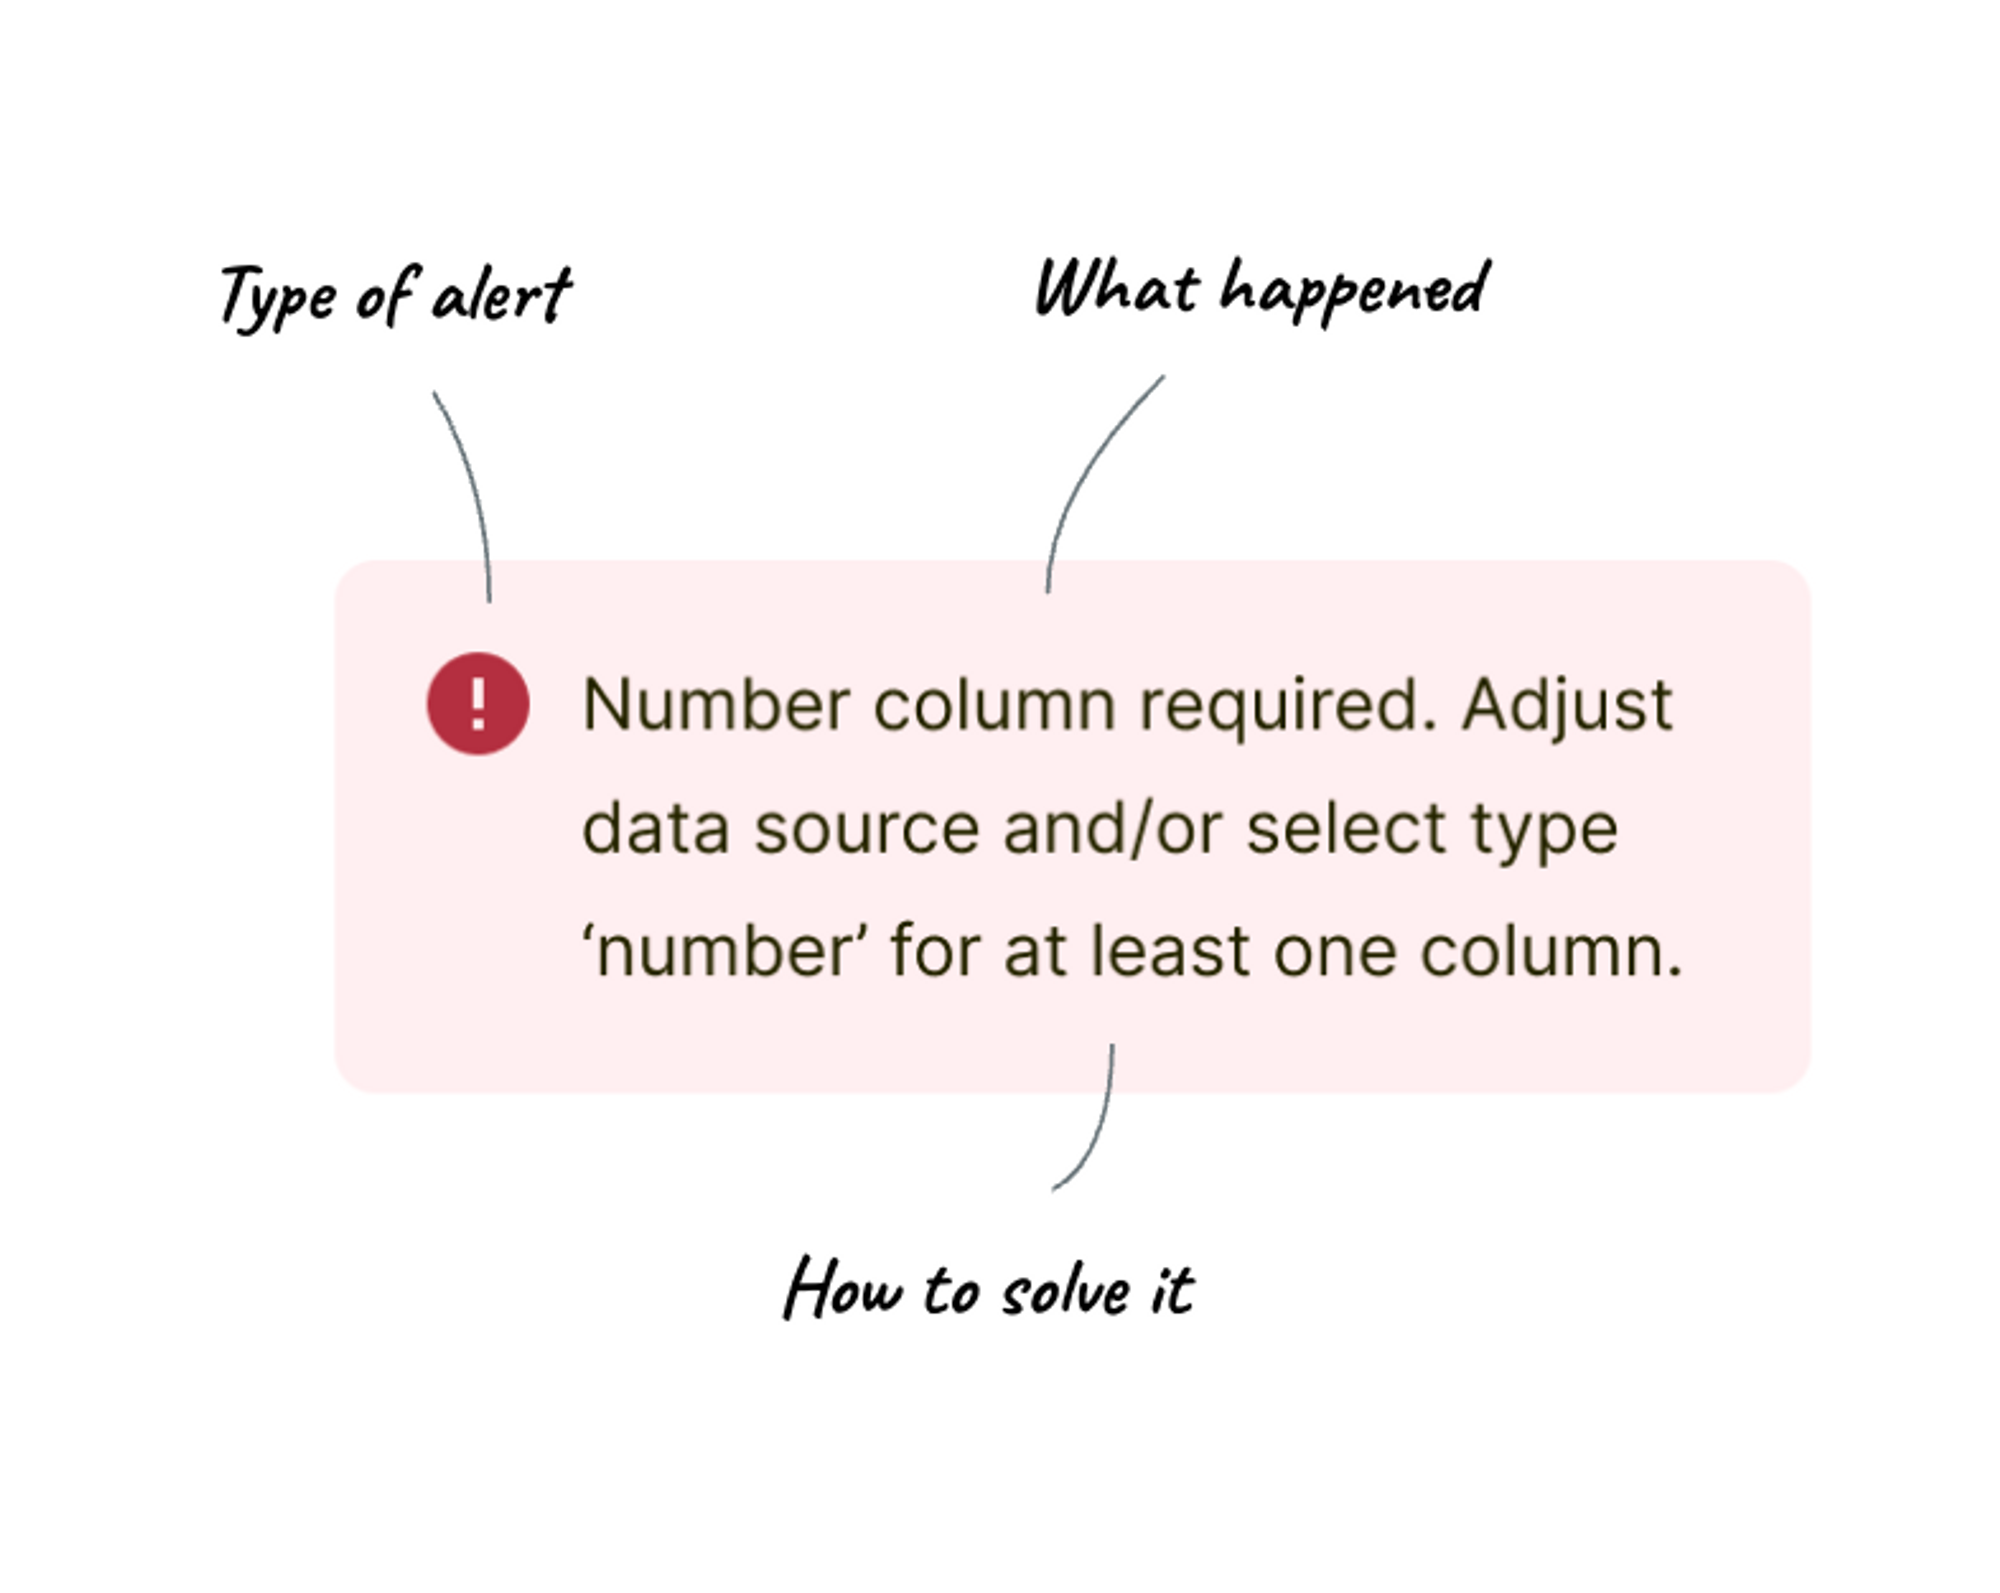 Type of alert
What happened
! Number column required. Adjust
data source and/or select type
‘number’ for at least one column.
How to solve it